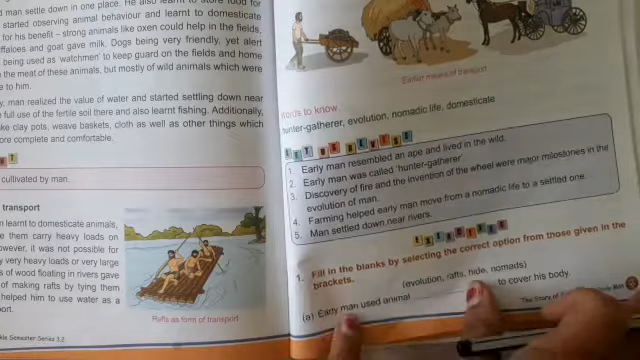 man settle down in one place. He also learnt to store food for
started observing animal behaviour and learnt to domesticate
for his benefit – strong animals like oxen could help in the fields,
ffaloes and goat gave milk. Dogs being very friendly, yet alert
being used as 'watchmen' to keep guard on the fields and home
the meat of these animals, but mostly of wild animals which were
e to him.
y, man realized the value of water and started settling down near
full use of the fertile soil there and also learnt fishing. Additionally,
ke clay pots, weave baskets, cloth as well as other things which
ore complete and comfortable.
cultivated by man.
transport
n learnt to domesticate animals,
e them carry heavy loads on
owever, it was not possible for
y very heavy loads or very large
s of wood floating in rivers gave
of making rafts by tying them
helped him to use water as a
ort.
Rafts as form of transport
kle Semester Series 3.2
Earlier means of transport
Words to know
hunter-gatherer, evolution, nomadic life, domesticate
LET US REVISE
1. Early man resembled an ape and lived in the wild.
2. Early man was called 'hunter-gatherer'.
3. Discovery of fire and the invention of the wheel were major milestones in the
evolution of man.
4. Farming helped early man move from a nomadic life to a settled one.
5. Man settled down near rivers.
EXERCISES
1. Fill in the blanks by selecting the correct option from those given in the
brackets.
(evolution, rafts, hide, nomads)
(a) Early man used animal to cover his body.
The Story of Man